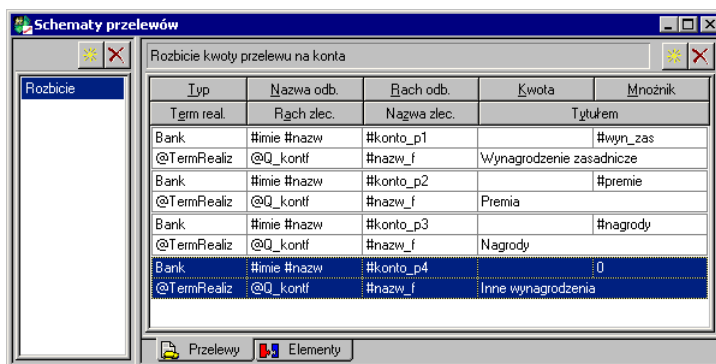 Schematy przelewów
Rozbicie kwoty przelewu na konta
Rozbicie
Typ Nazwa odb. Rach odb. Kwota Mnożnik
Term real. Rach zlec. Nazwa zlec. Tytułem
Bank #imie #nazw #konto_p1 #wyn_zas
@TermRealiz @Q_kontf #nazw_f Wynagrodzenie zasadnicze
Bank #imie #nazw #konto_p2 #premie
@TermRealiz @Q_kontf #nazw_f Premia
Bank #imie #nazw #konto_p3 #nagrody
@TermRealiz @Q_kontf #nazw_f Nagrody
Bank #imie #nazw #konto_p4 0
@TermRealiz @Q_kontf #nazw_f Inne wynagrodzenia
Przelewy Elementy